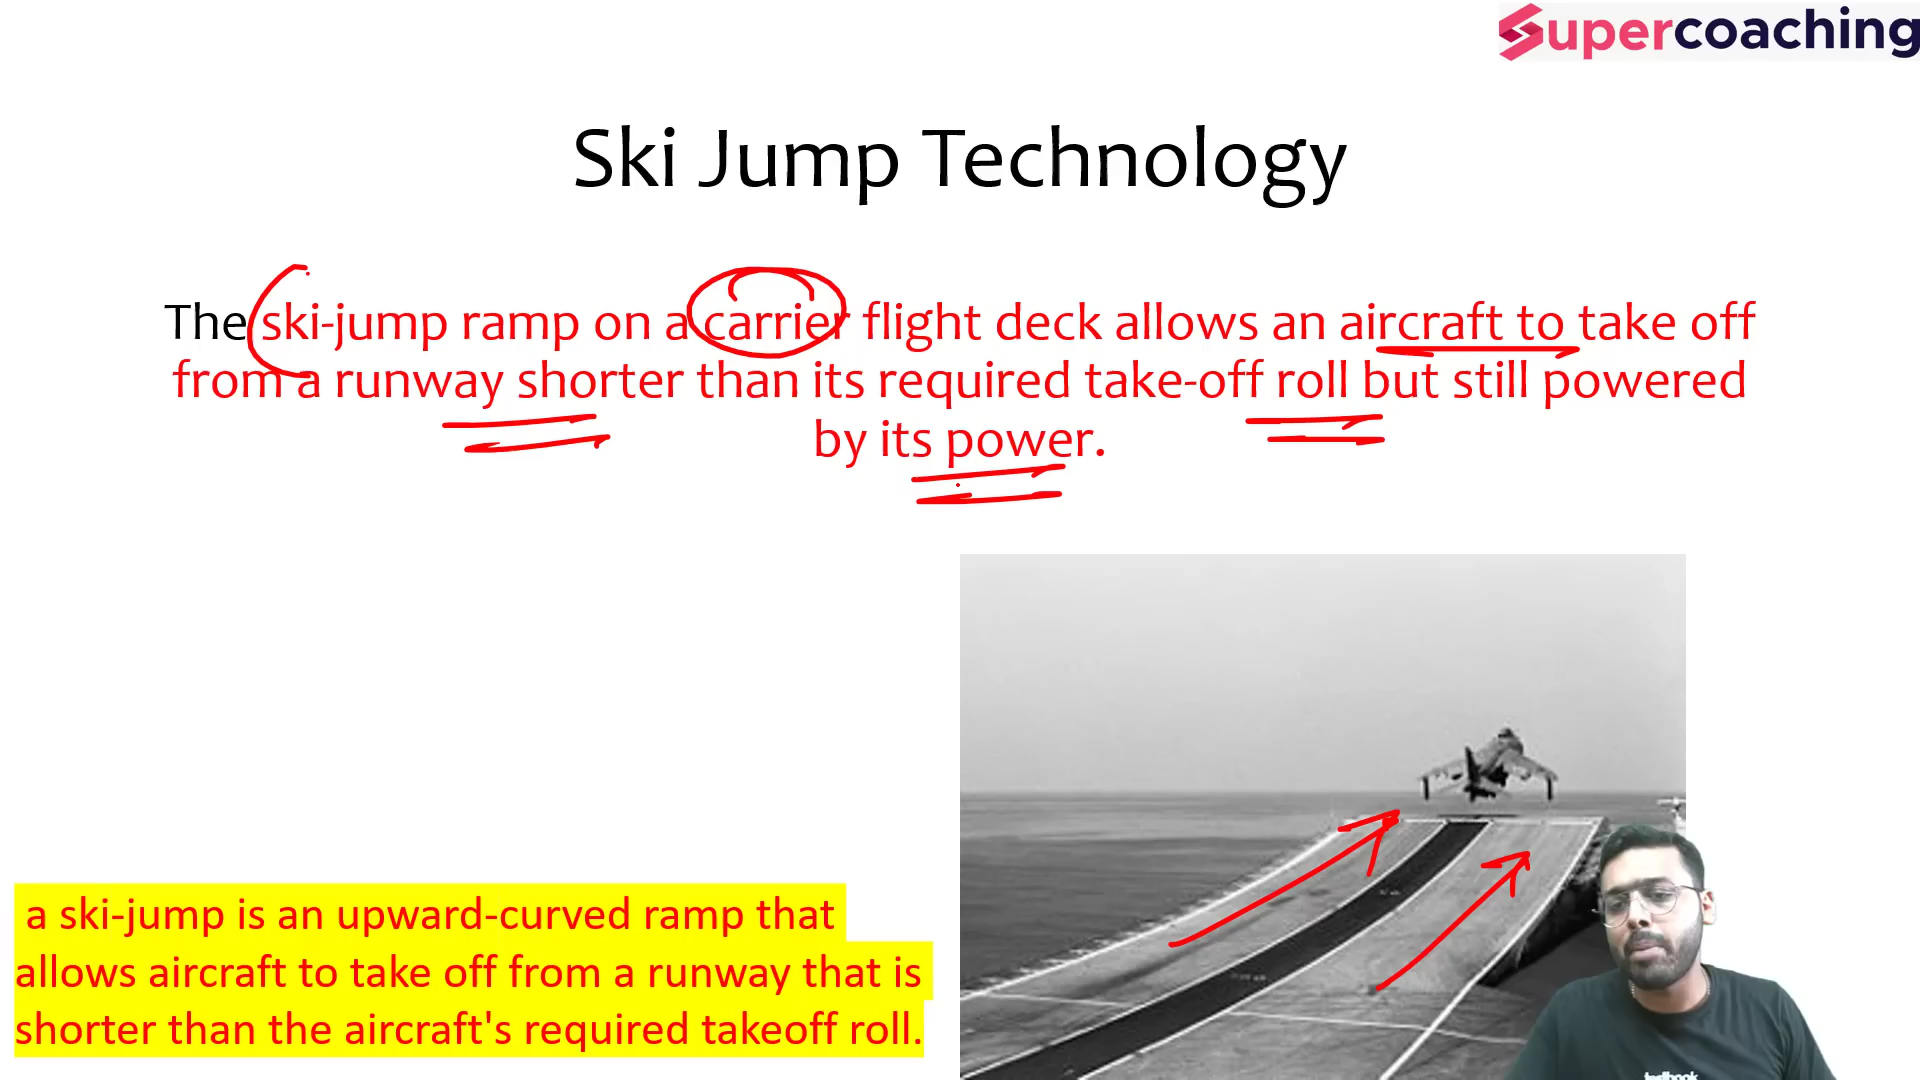 Supercoaching
Ski Jump Technology
The ski-jump ramp on a carrier flight deck allows an aircraft to take off
from a runway shorter than its required take-off roll but still powered
by its power.
a ski-jump is an upward-curved ramp that
allows aircraft to take off from a runway that is
shorter than the aircraft's required takeoff roll.
testbook